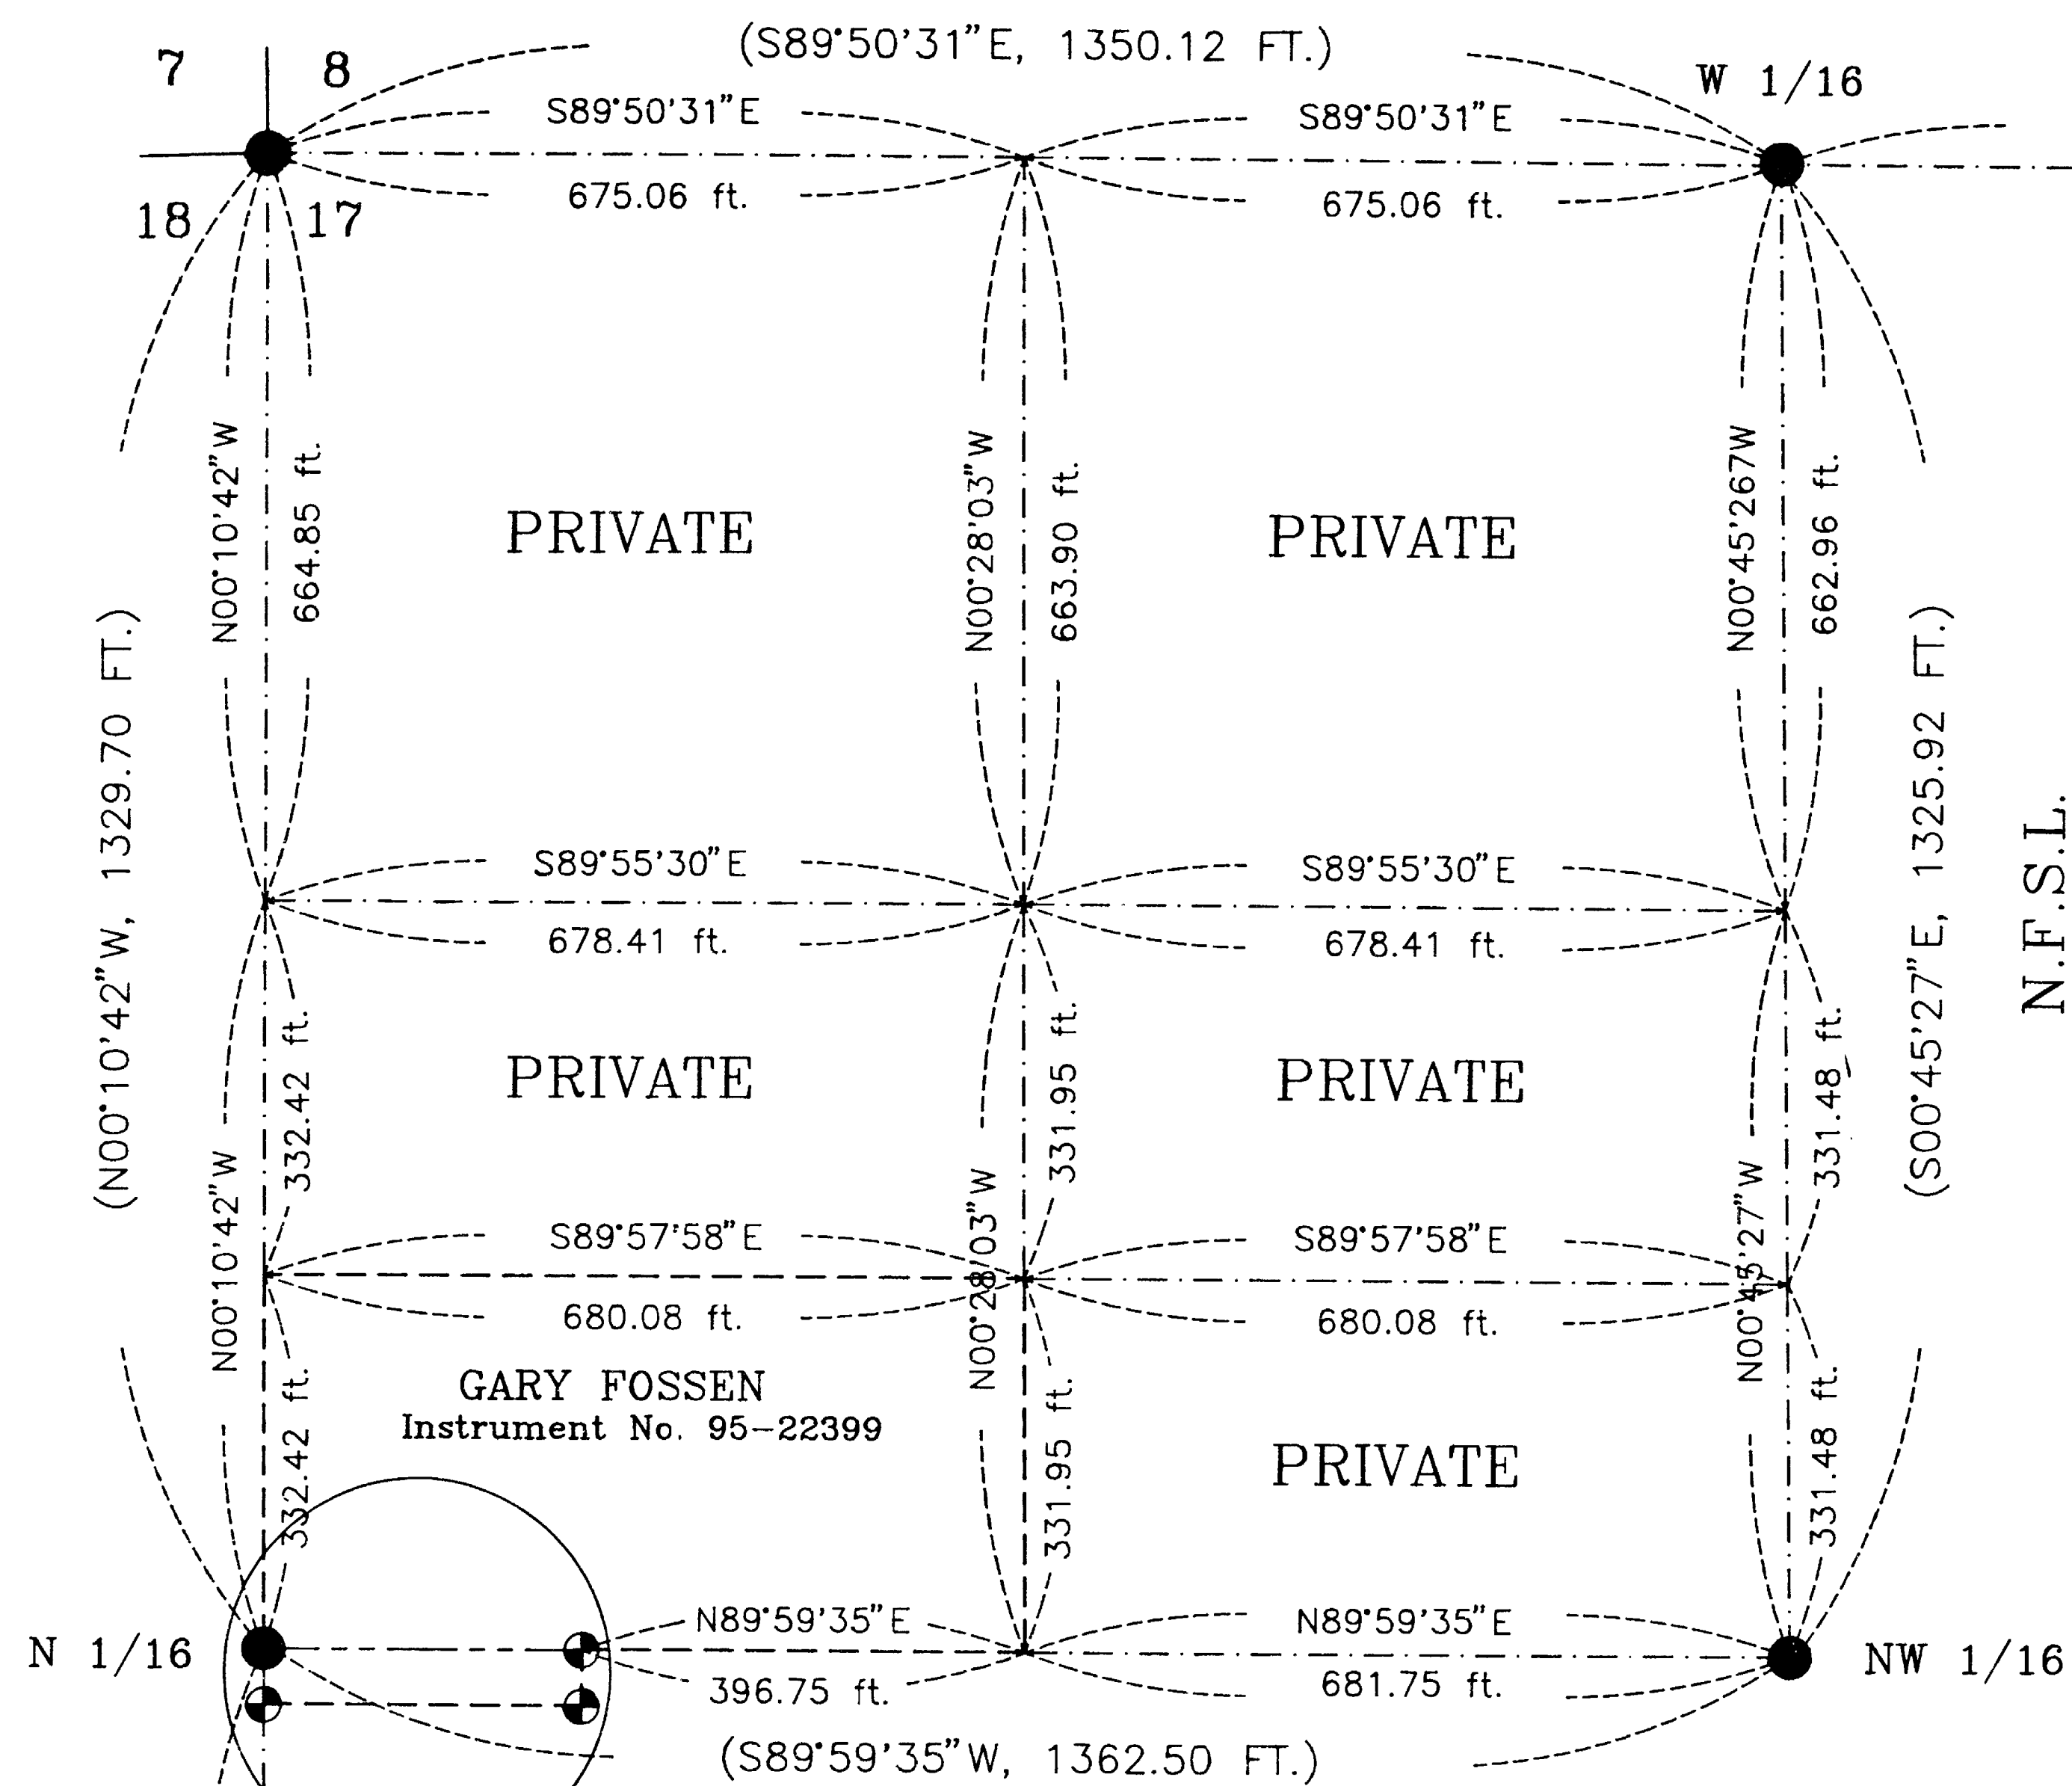 (S89°50'31"E, 1350.12 FT.)
7
8
W 1/16
S89°50'31"E
S89°50'31"E
675.06 ft.
675.06 ft.
18
17
N00°10'42"W
664.85 ft.
N00°28'03"W
663.90 ft.
N00°45'267W
662.96 ft.
PRIVATE
PRIVATE
(N00°10'42"W, 1329.70 FT.)
(S00°45'27"E, 1325.92 FT.)
N.F.S.L.
S89°55'30"E
S89°55'30"E
678.41 ft.
678.41 ft.
332.42 ft.
331.95 ft.
331.48 ft.
PRIVATE
PRIVATE
N00°10'42"W
N00°28'03"W
N00°45'27"W
S89°57'58"E
S89°57'58"E
680.08 ft.
680.08 ft.
GARY FOSSEN
Instrument No. 95-22399
332.42 ft.
331.95 ft.
331.48 ft.
PRIVATE
N 1/16
N89°59'35"E
N89°59'35"E
NW 1/16
396.75 ft.
681.75 ft.
(S89°59'35"W, 1362.50 FT.)